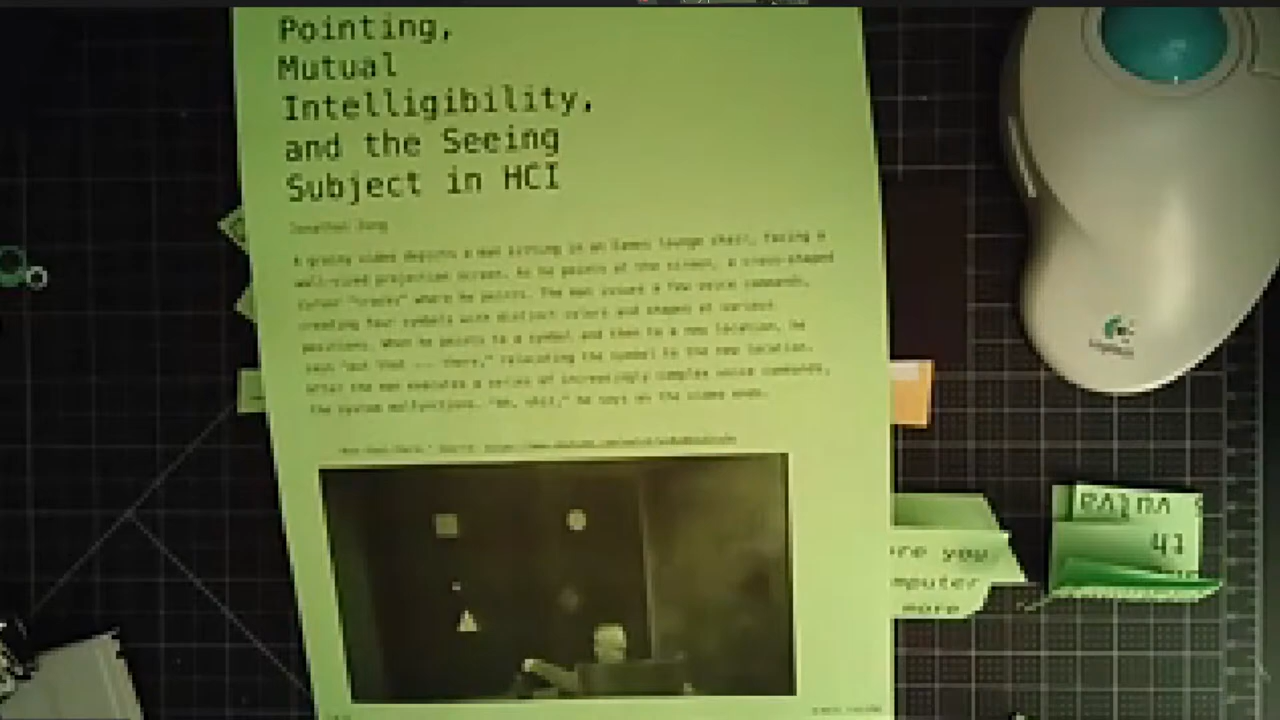 Pointing,
Mutual
Intelligibility,
and the Seeing
Subject in HCI
A grainy video depicts a man sitting in an Eames lounge chair, facing a
wall-sized projection screen. As he points at the screen, a cross-shaped
cursor "tracks" where he points. The man issues a few voice commands,
creating four symbols with distinct colors and shapes at various
positions. When he points to a symbol and then to a new location, he
says "put that -- there," relocating the symbol to the new location.
After the man executes a series of increasingly complex voice commands,
the system malfunctions. "Ah, shit," he says as the video ends.
are you
mputer
more
Logitech